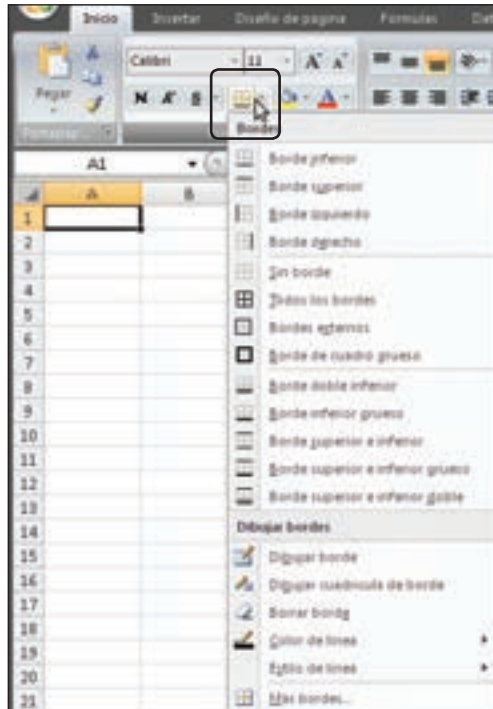 Inicio Insertar Diseño de página Fórmulas Dat
Calibri 11 A A
Pegar N K S A
Bordes
A1
A B
Borde inferior
1 Borde superior
2 Borde izquierdo
3 Borde derecho
4 Sin borde
5 Todos los bordes
6 Bordes externos
7 Borde de cuadro grueso
8 Borde doble inferior
9 Borde inferior grueso
10 Borde superior e inferior
11 Borde superior e inferior grueso
12 Borde superior e inferior doble
13
14 Dibujar bordes
15 Dibujar borde
16 Dibujar cuadrícula de borde
17 Borrar borde
18 Color de línea
19 Estilo de línea
20 Más bordes...
21